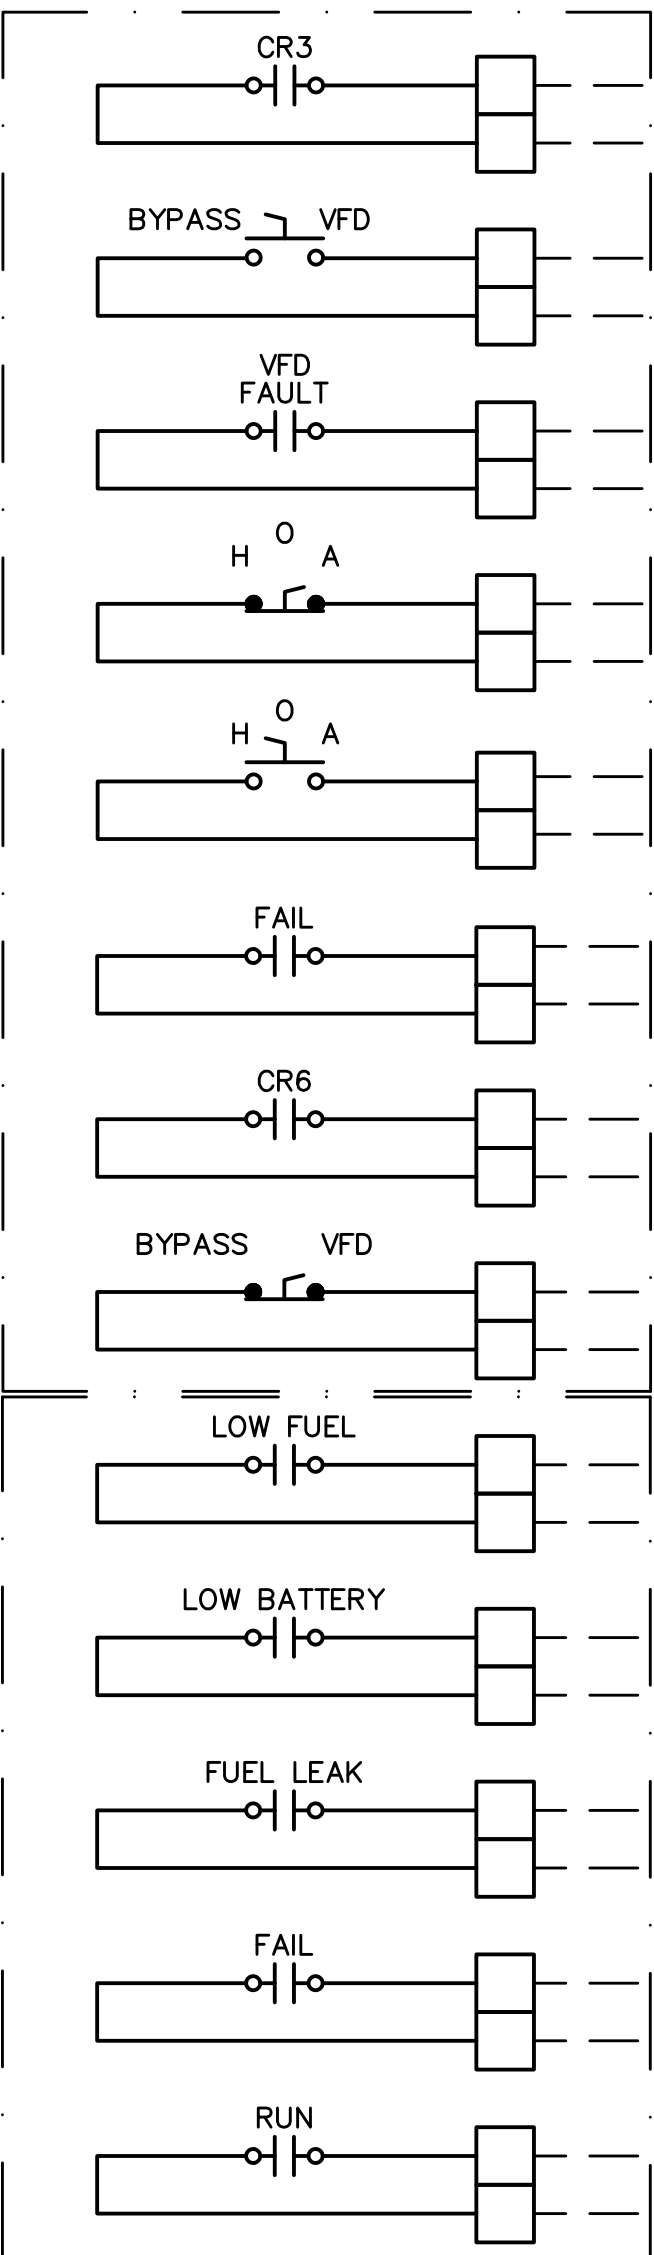 CR3
BYPASS VFD
VFD
FAULT
O
H A
O
H A
FAIL
CR6
BYPASS VFD
LOW FUEL
LOW BATTERY
FUEL LEAK
FAIL
RUN